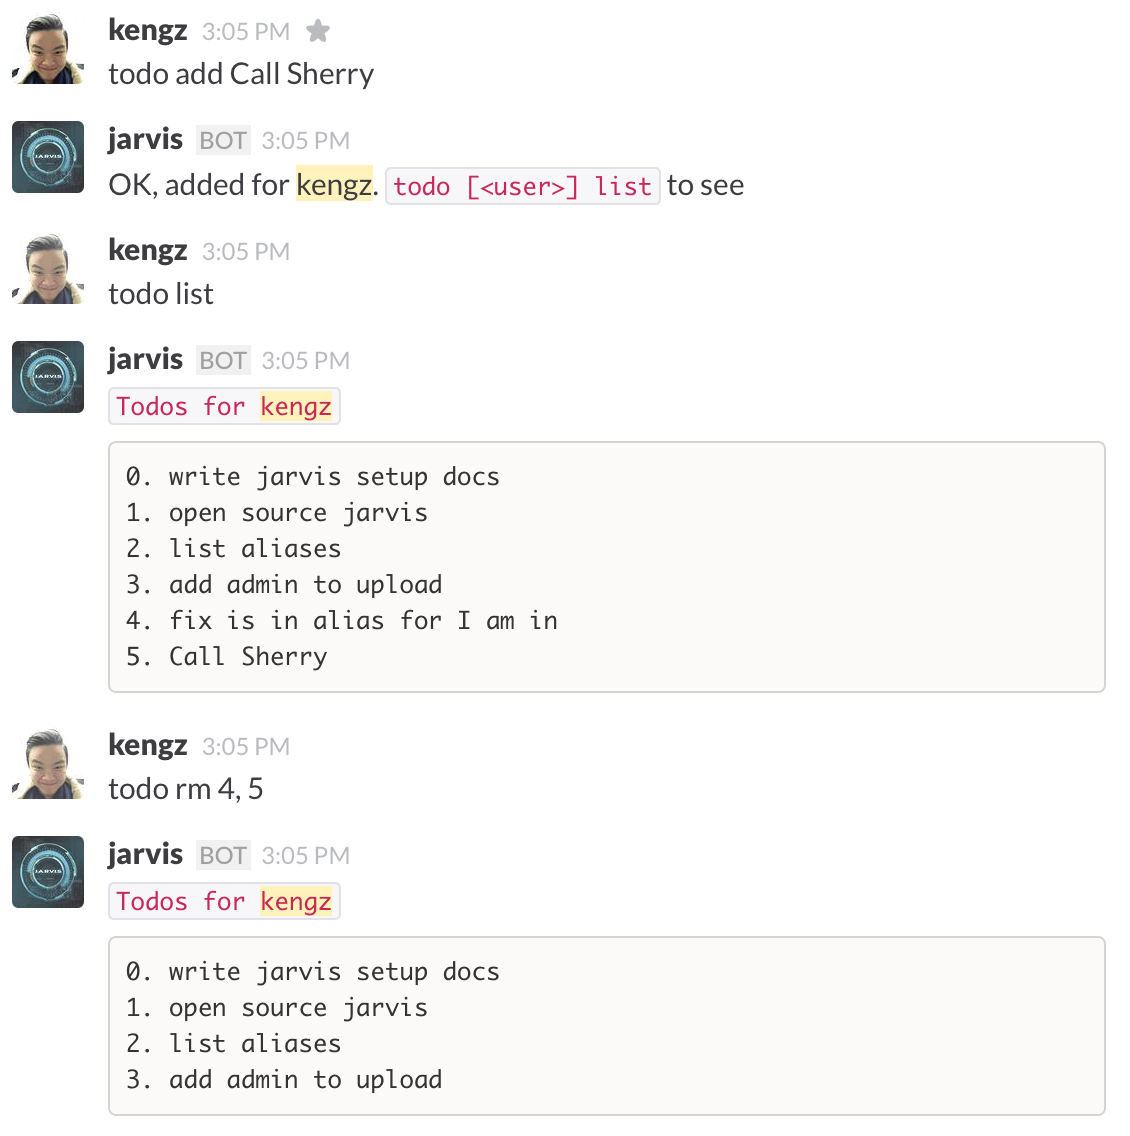 kengz 3:05 PM ★
todo add Call Sherry
JARVIS
jarvis BOT 3:05 PM
OK, added for kengz. todo [<user>] list to see
kengz 3:05 PM
todo list
JARVIS
jarvis BOT 3:05 PM
Todos for kengz
0. write jarvis setup docs
1. open source jarvis
2. list aliases
3. add admin to upload
4. fix is in alias for I am in
5. Call Sherry
kengz 3:05 PM
todo rm 4, 5
JARVIS
jarvis BOT 3:05 PM
Todos for kengz
0. write jarvis setup docs
1. open source jarvis
2. list aliases
3. add admin to upload